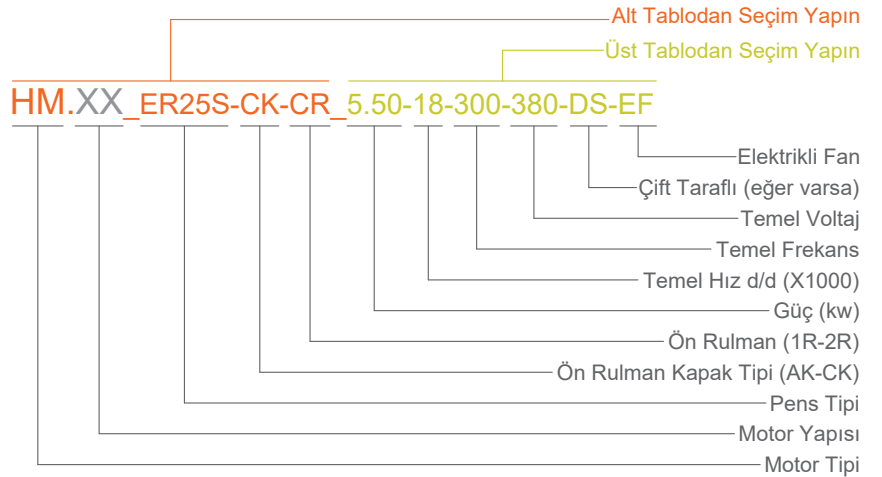 Alt Tablodan Seçim Yapın
Üst Tablodan Seçim Yapın
HM.XX_ER25S-CK-CR_5.50-18-300-380-DS-EF
Elektrikli Fan
Çift Taraflı (eğer varsa)
Temel Voltaj
Temel Frekans
Temel Hız d/d (X1000)
Güç (kw)
Ön Rulman (1R-2R)
Ön Rulman Kapak Tipi (AK-CK)
Pens Tipi
Motor Yapısı
Motor Tipi